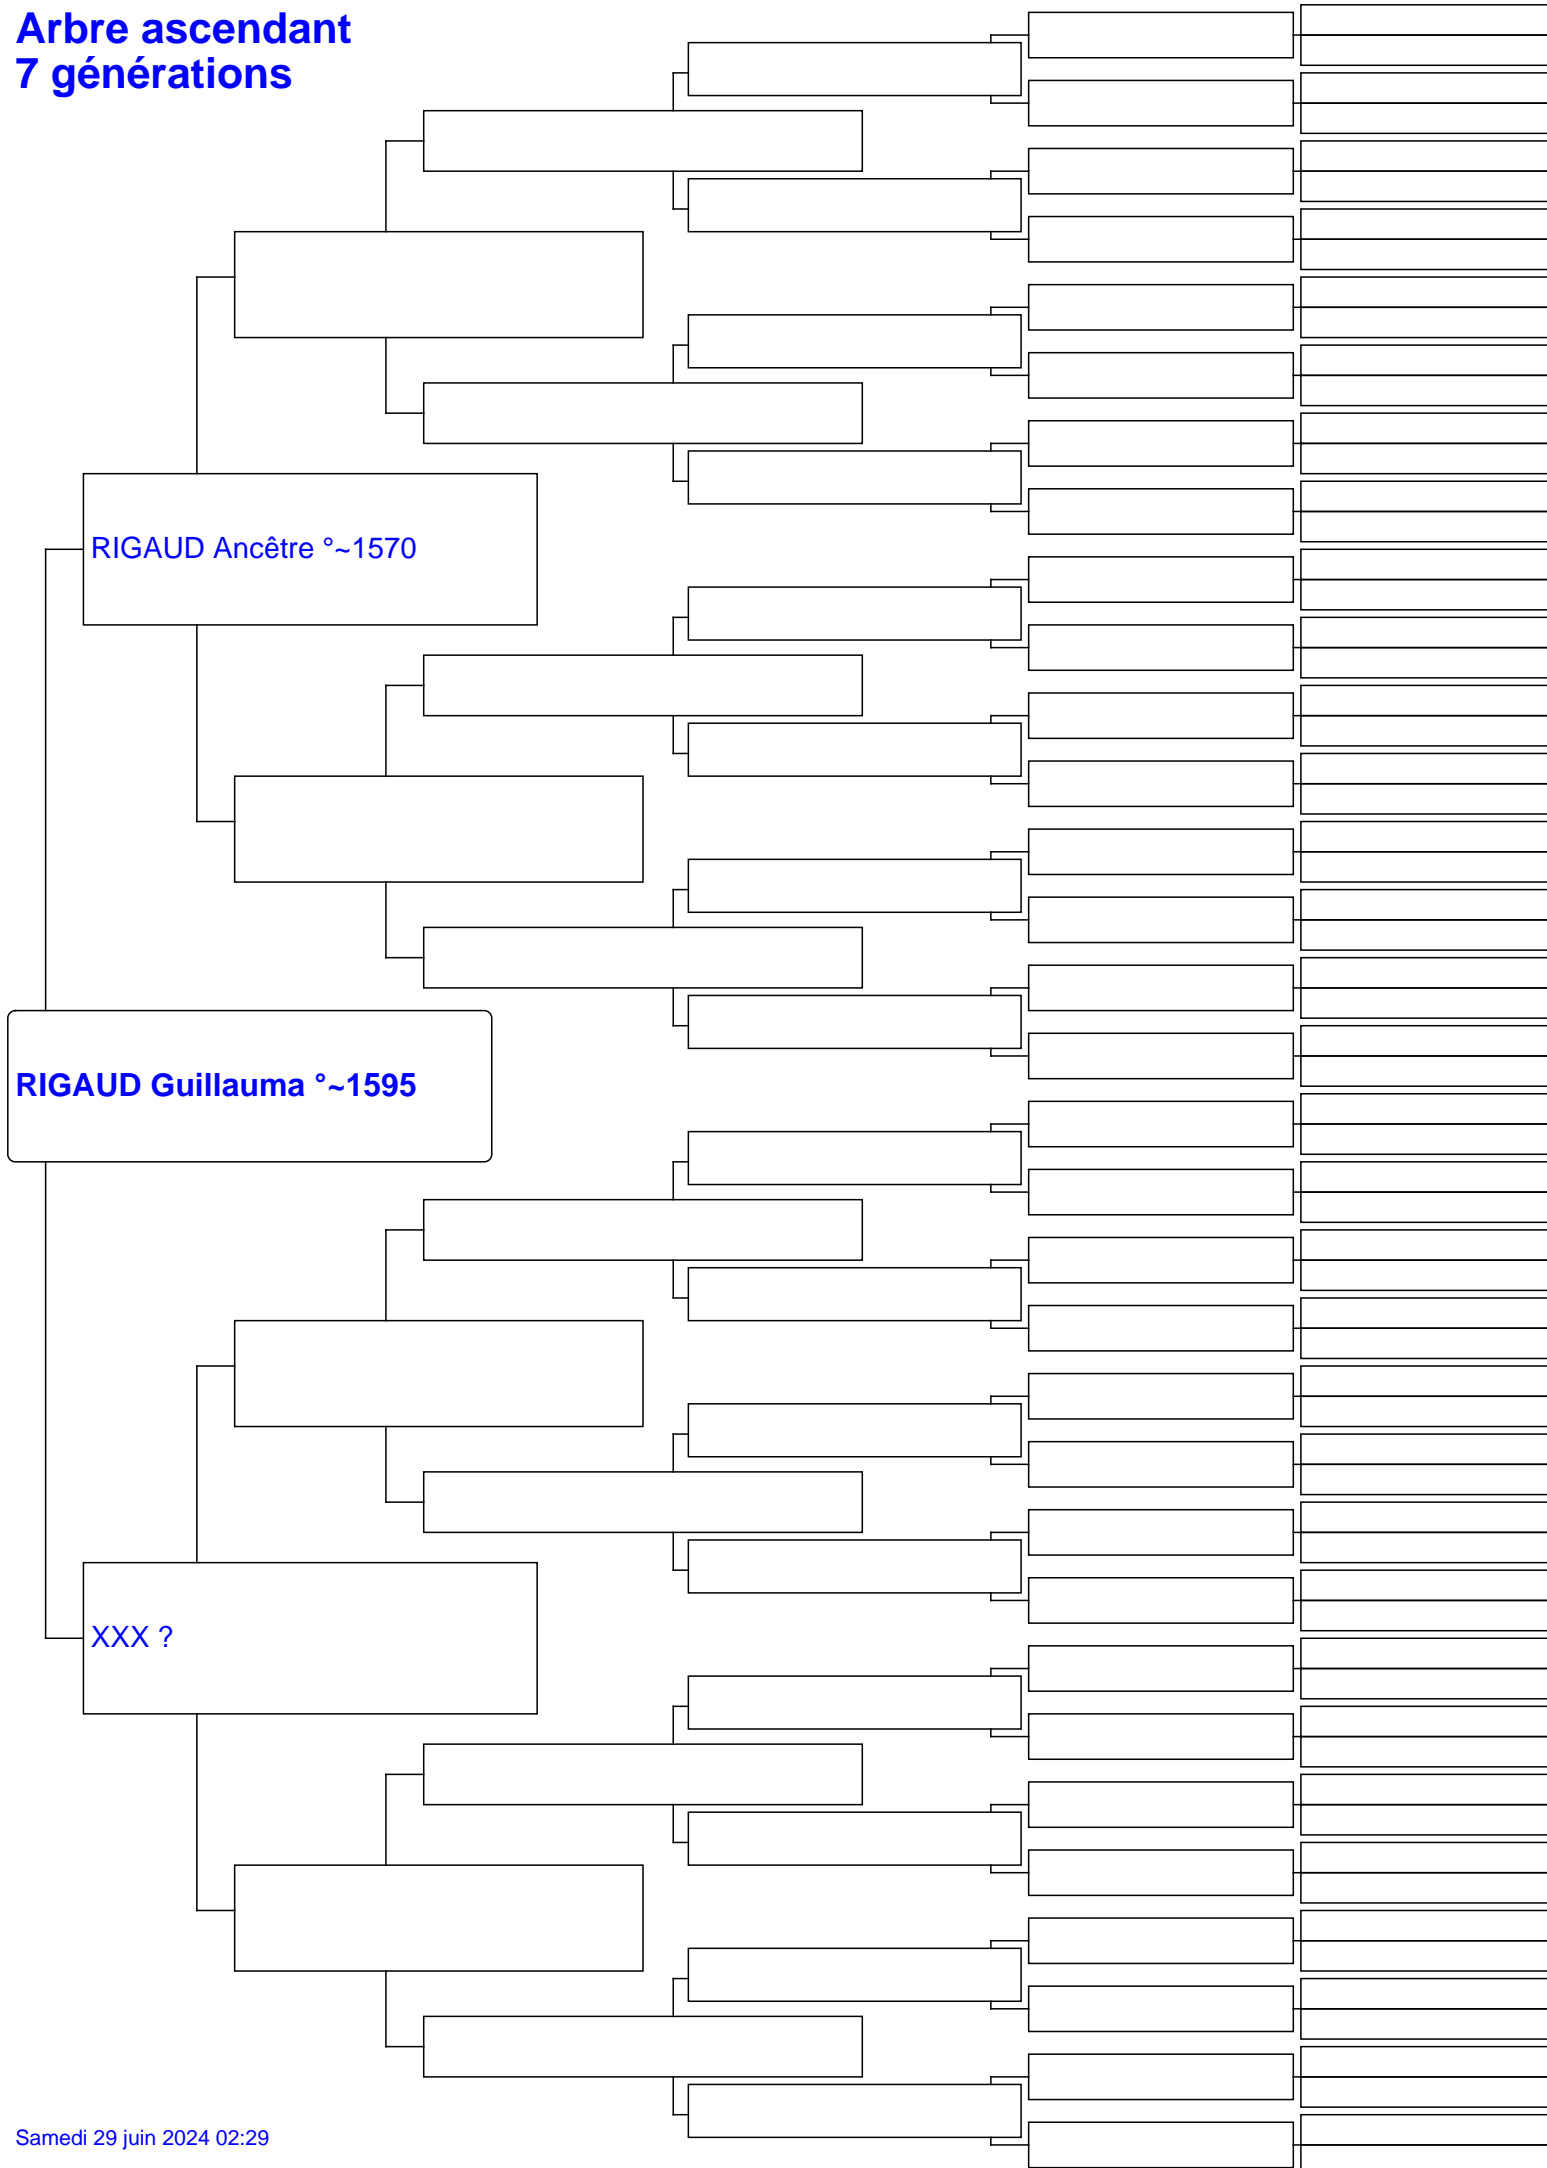 Arbre ascendant
7 générations
RIGAUD Ancêtre °~1570
RIGAUD Guillauma °~1595
XXX ?
Samedi 29 juin 2024 02:29